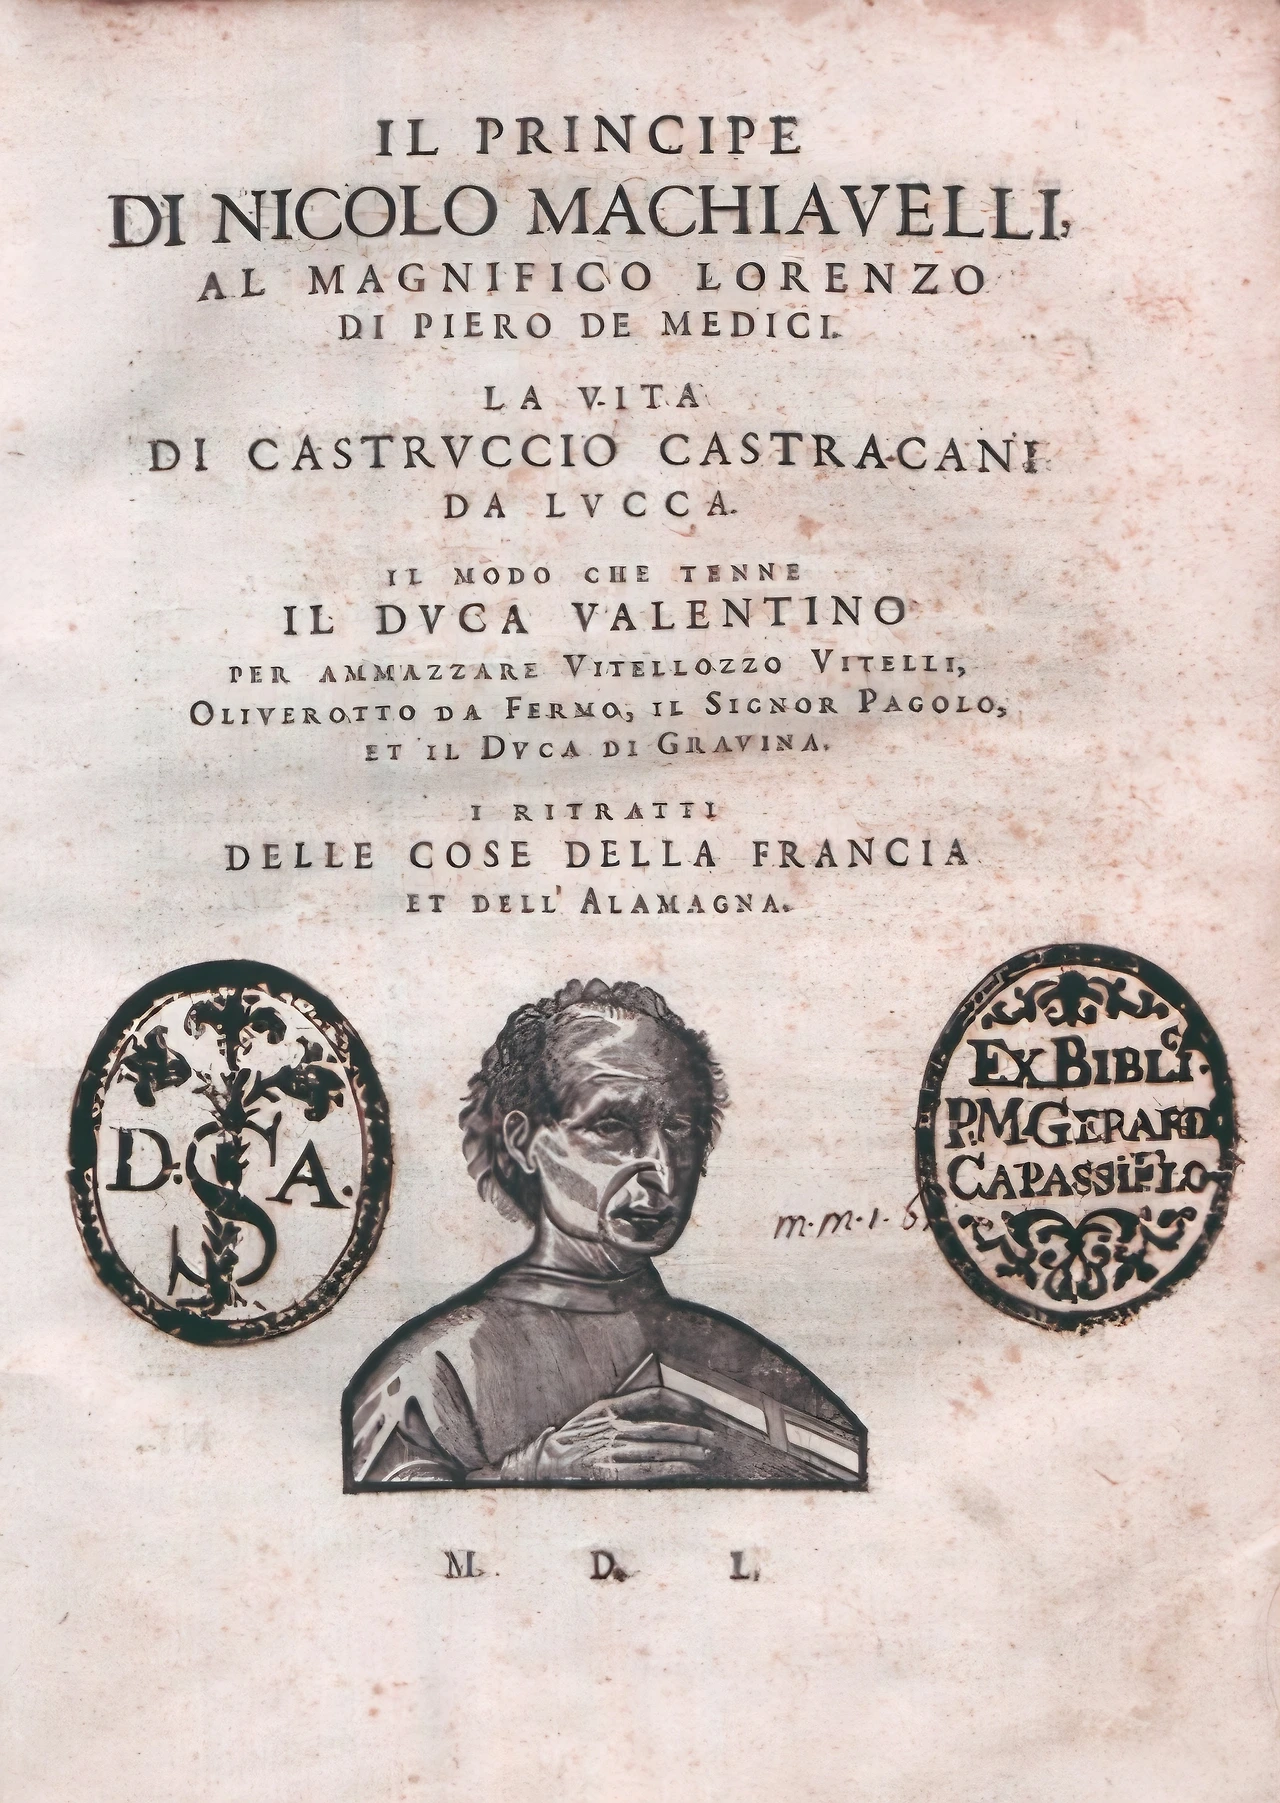 IL PRINCIPE
DI NICOLO MACHIAVELLI,
AL MAGNIFICO LORENZO
DI PIERO DE MEDICI.
LA VITA
DI CASTRVCCIO CASTRACANI
DA LVCCA.
IL MODO CHE TENNE
IL DVCA VALENTINO
PER AMMAZZARE VITELLOZZO VITELLI,
OLIVEROTTO DA FERMO, IL SIGNOR PAGOLO,
ET IL DVCA DI GRAVINA.
I RITRATTI
DELLE COSE DELLA FRANCIA
ET DELL' ALAMAGNA.
EX BIBLcI.
P.M.GERARD
CAPASSI FLO
D. S A.
m.m.1.
M. D. L.